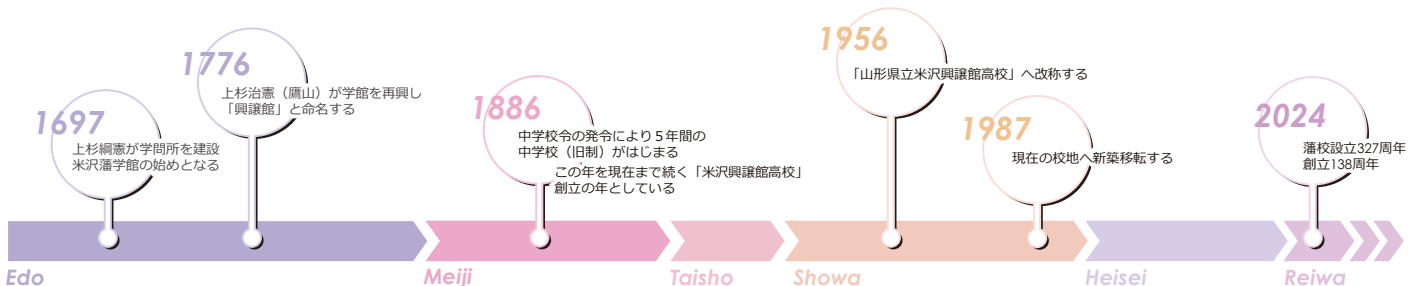 1697
上杉綱憲が学問所を建設
米沢藩学館の始めとなる
1776
上杉治憲（鷹山）が学館を再興し
「興譲館」と命名する
1886
中学校令の発令により５年間の
中学校（旧制）がはじまる
この年を現在まで続く「米沢興譲館高校」
創立の年としている
1956
「山形県立米沢興譲館高校」へ改称する
1987
現在の校地へ新築移転する
2024
藩校設立327周年
創立138周年
Edo
Meiji
Taisho
Showa
Heisei
Reiwa